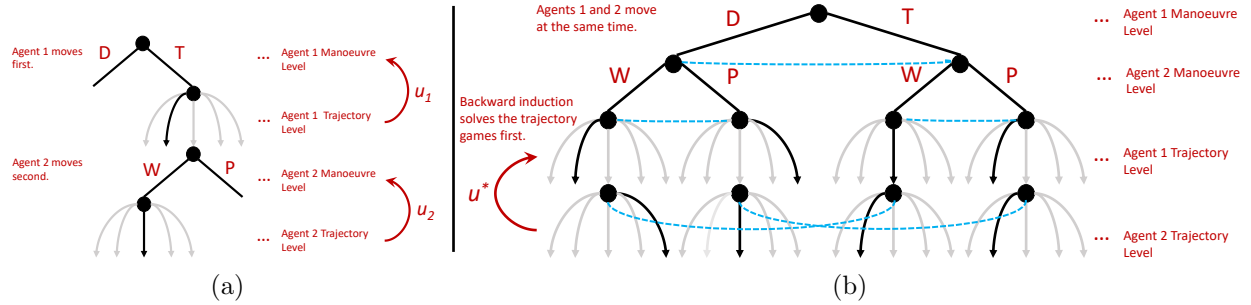 Agent 1 moves
first.
D
T
... Agent 1 Manoeuvre
Level
u1
... Agent 1 Trajectory
Level
Agent 2 moves
second.
W
P
... Agent 2 Manoeuvre
Level
u2
... Agent 2 Trajectory
Level
(a)
Agents 1 and 2 move
at the same time.
D
T
... Agent 1 Manoeuvre
Level
W
P
W
P
... Agent 2 Manoeuvre
Level
Backward induction
solves the trajectory
games first.
u*
... Agent 1 Trajectory
Level
... Agent 2 Trajectory
Level
(b)